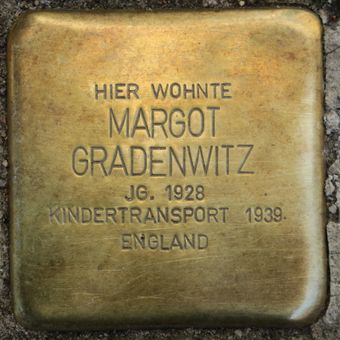 HIER WOHNTE
MARGOT
GRADENWITZ
JG. 1928
KINDERTRANSPORT 1939
ENGLAND